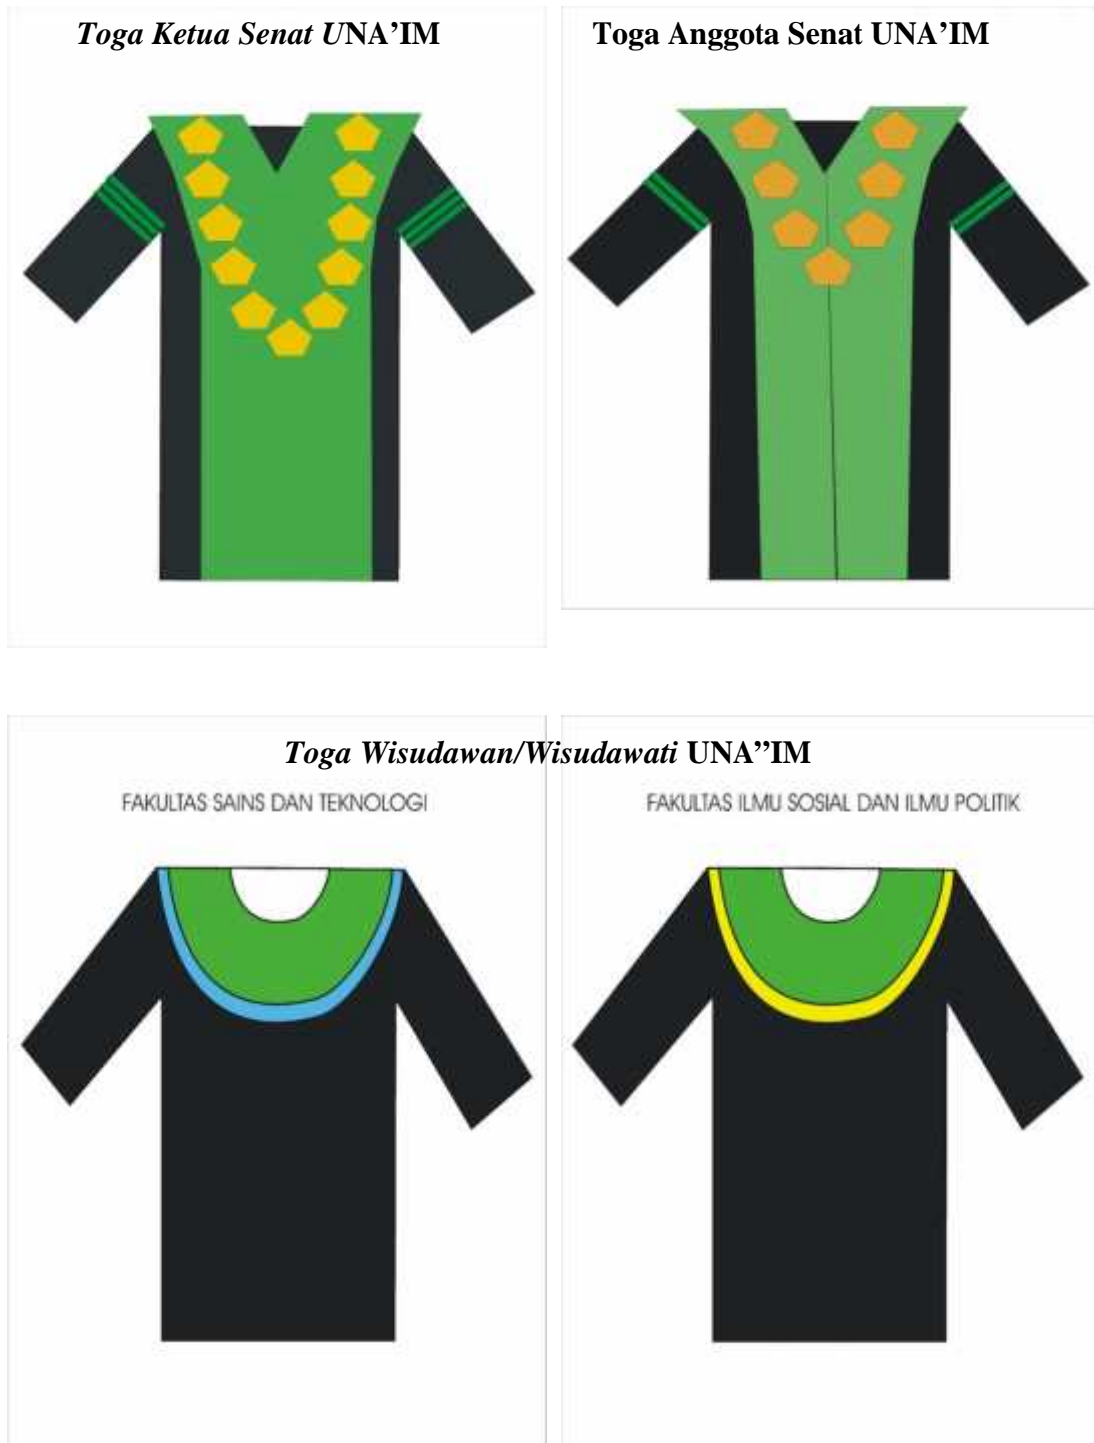 Toga Ketua Senat UNA’IM
Toga Anggota Senat UNA’IM
Toga Wisudawan/Wisudawati UNA’’IM
FAKULTAS SAINS DAN TEKNOLOGI
FAKULTAS ILMU SOSIAL DAN ILMU POLITIK